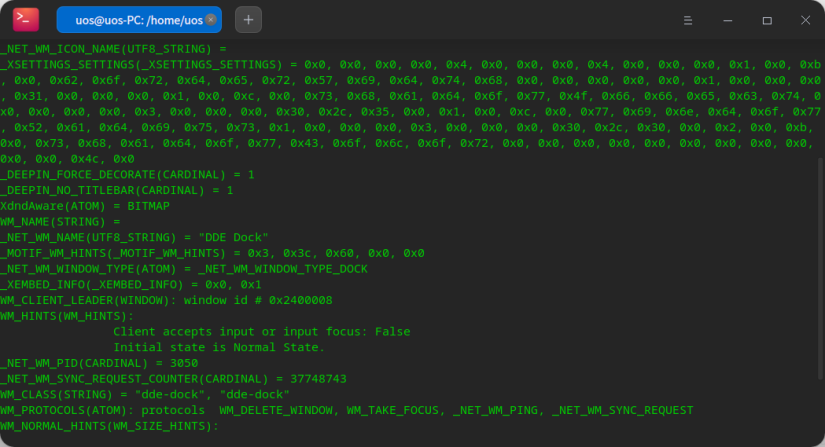 uos@uos-PC: /home/uos
_NET_WM_ICON_NAME(UTF8_STRING) =
_XSETTINGS_SETTINGS(_XSETTINGS_SETTINGS) = 0x0, 0x0, 0x0, 0x0, 0x4, 0x0, 0x0, 0x0, 0x4, 0x0, 0x0, 0x0, 0x1, 0x0, 0xb
, 0x0, 0x62, 0x6f, 0x72, 0x64, 0x65, 0x72, 0x57, 0x69, 0x64, 0x74, 0x68, 0x0, 0x0, 0x0, 0x0, 0x0, 0x1, 0x0, 0x0, 0x0
, 0x31, 0x0, 0x0, 0x0, 0x1, 0x0, 0xc, 0x0, 0x73, 0x68, 0x61, 0x64, 0x6f, 0x77, 0x4f, 0x66, 0x66, 0x65, 0x63, 0x74, 0
x0, 0x0, 0x0, 0x0, 0x3, 0x0, 0x0, 0x0, 0x30, 0x2c, 0x35, 0x0, 0x1, 0x0, 0xc, 0x0, 0x77, 0x69, 0x6e, 0x64, 0x6f, 0x77
, 0x52, 0x61, 0x64, 0x69, 0x75, 0x73, 0x1, 0x0, 0x0, 0x0, 0x3, 0x0, 0x0, 0x0, 0x30, 0x2c, 0x30, 0x0, 0x2, 0x0, 0xb,
0x0, 0x73, 0x68, 0x61, 0x64, 0x6f, 0x77, 0x43, 0x6f, 0x6c, 0x6f, 0x72, 0x0, 0x0, 0x0, 0x0, 0x0, 0x0, 0x0, 0x0, 0x0,
0x0, 0x0, 0x4c, 0x0
_DEEPIN_FORCE_DECORATE(CARDINAL) = 1
_DEEPIN_NO_TITLEBAR(CARDINAL) = 1
XdndAware(ATOM) = BITMAP
WM_NAME(STRING) =
_NET_WM_NAME(UTF8_STRING) = "DDE Dock"
_MOTIF_WM_HINTS(_MOTIF_WM_HINTS) = 0x3, 0x3c, 0x60, 0x0, 0x0
_NET_WM_WINDOW_TYPE(ATOM) = _NET_WM_WINDOW_TYPE_DOCK
_XEMBED_INFO(_XEMBED_INFO) = 0x0, 0x1
WM_CLIENT_LEADER(WINDOW): window id # 0x2400008
WM_HINTS(WM_HINTS):
Client accepts input or input focus: False
Initial state is Normal State.
_NET_WM_PID(CARDINAL) = 3050
_NET_WM_SYNC_REQUEST_COUNTER(CARDINAL) = 37748743
WM_CLASS(STRING) = "dde-dock", "dde-dock"
WM_PROTOCOLS(ATOM): protocols  WM_DELETE_WINDOW, WM_TAKE_FOCUS, _NET_WM_PING, _NET_WM_SYNC_REQUEST
WM_NORMAL_HINTS(WM_SIZE_HINTS):